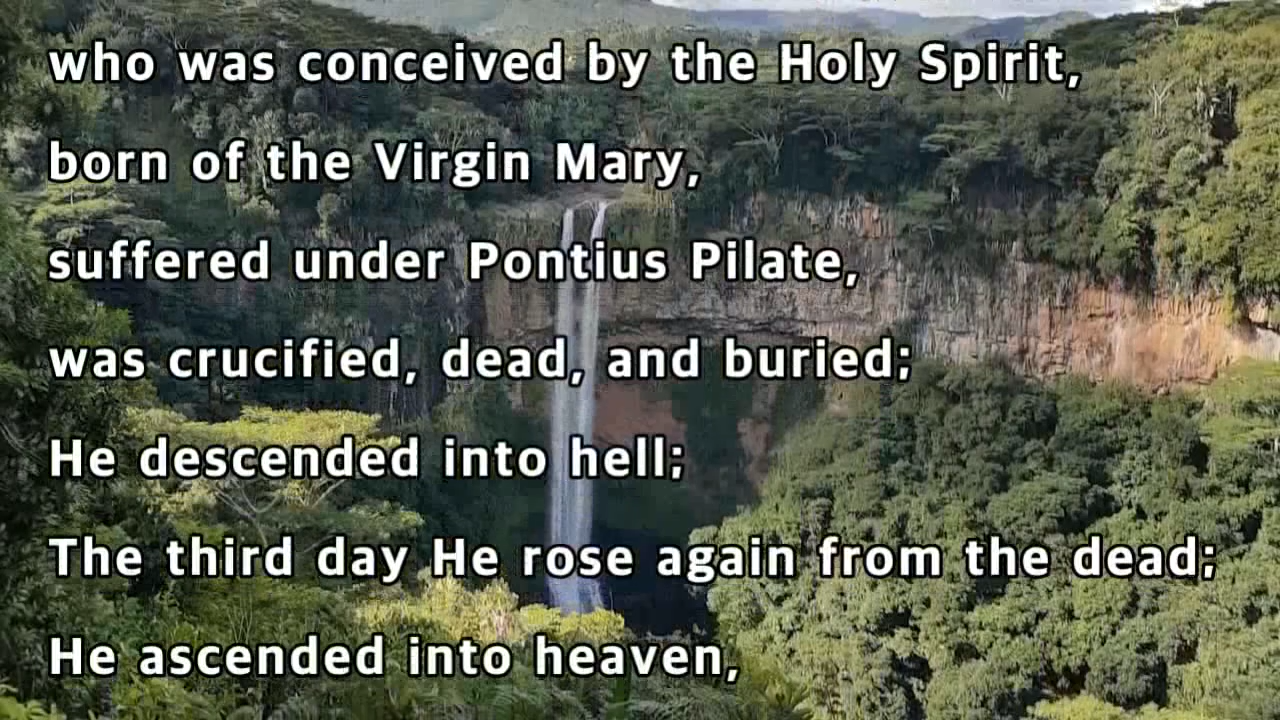 who was conceived by the Holy Spirit,
born of the Virgin Mary,
suffered under Pontius Pilate,
was crucified, dead, and buried;
He descended into hell;
The third day He rose again from the dead;
He ascended into heaven,